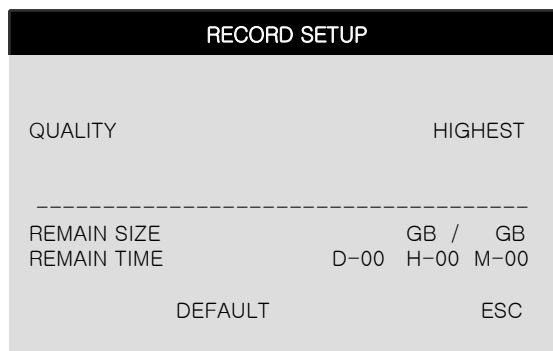 RECORD SETUP
QUALITY HIGHEST
--------------------------------------
REMAIN SIZE GB / GB
REMAIN TIME D-00 H-00 M-00
DEFAULT ESC